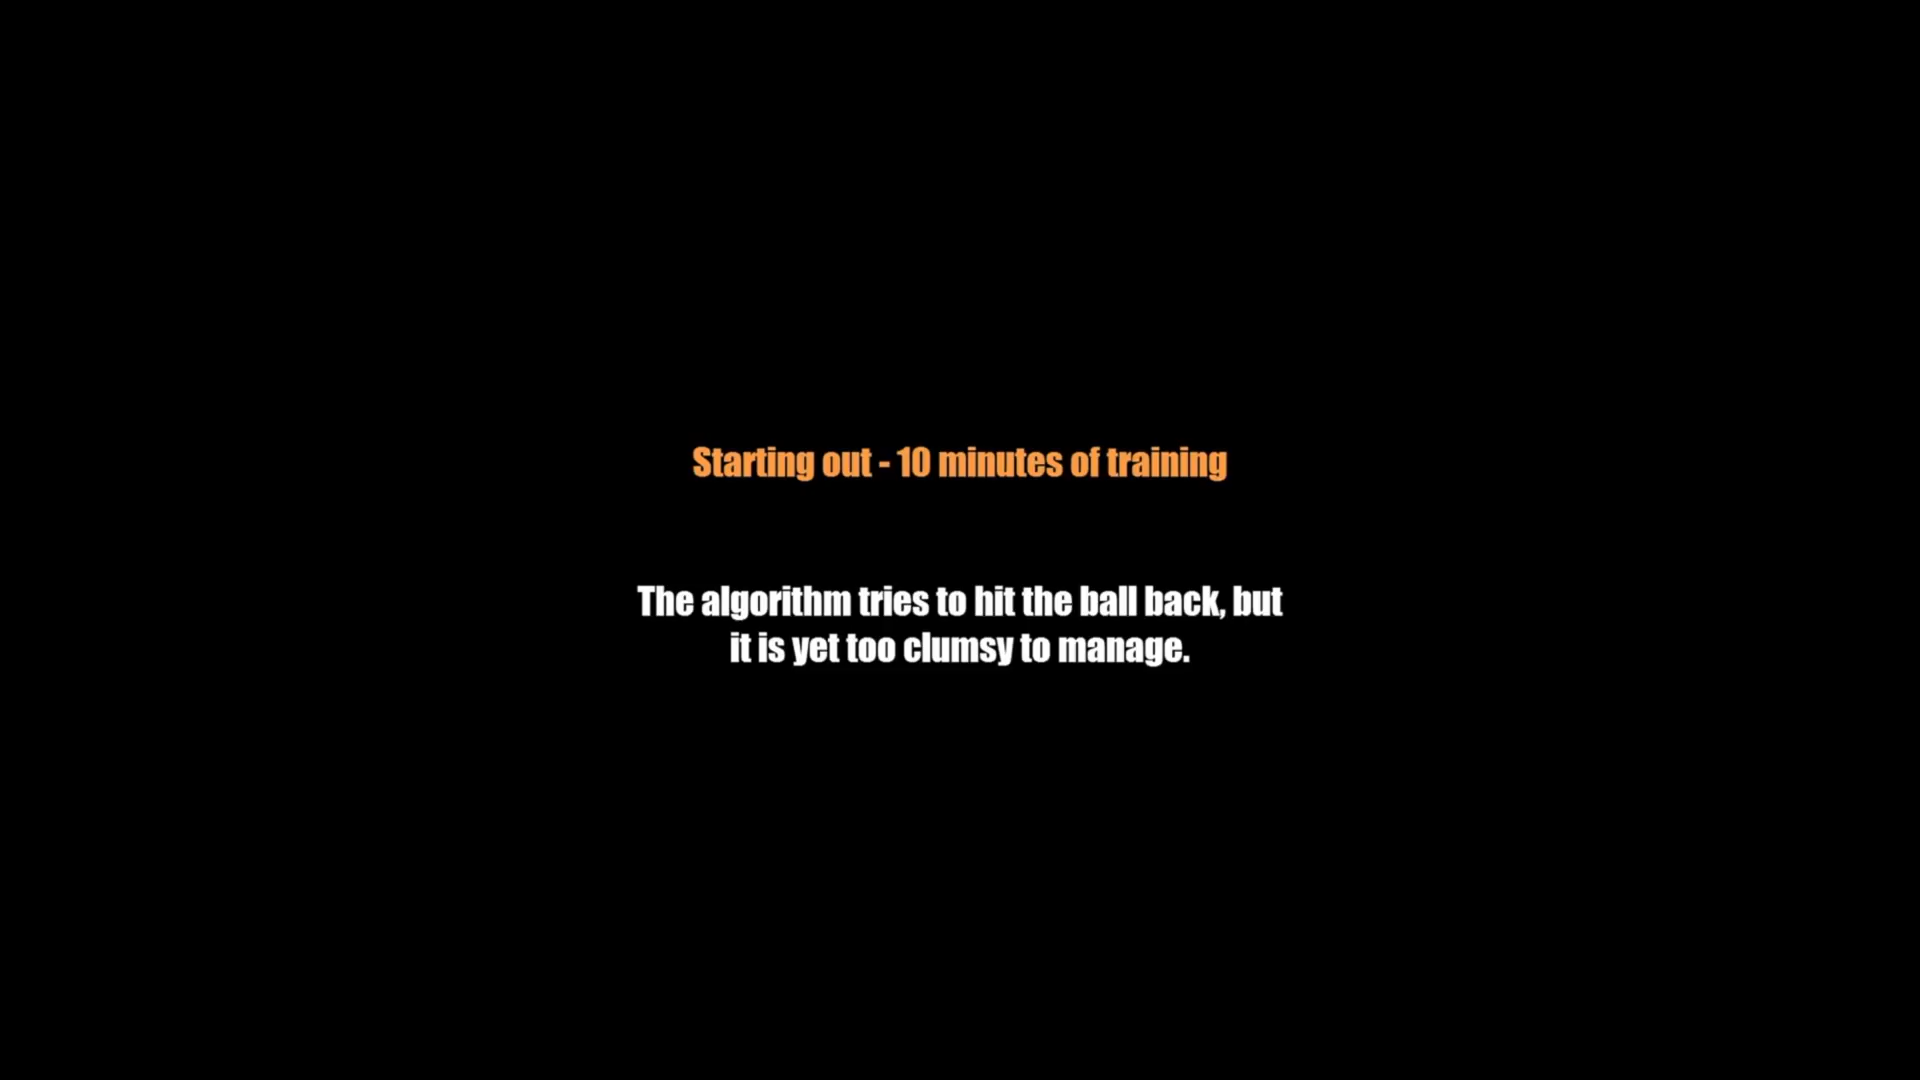 Starting out - 10 minutes of training
The algorithm tries to hit the ball back, but
it is yet too clumsy to manage.